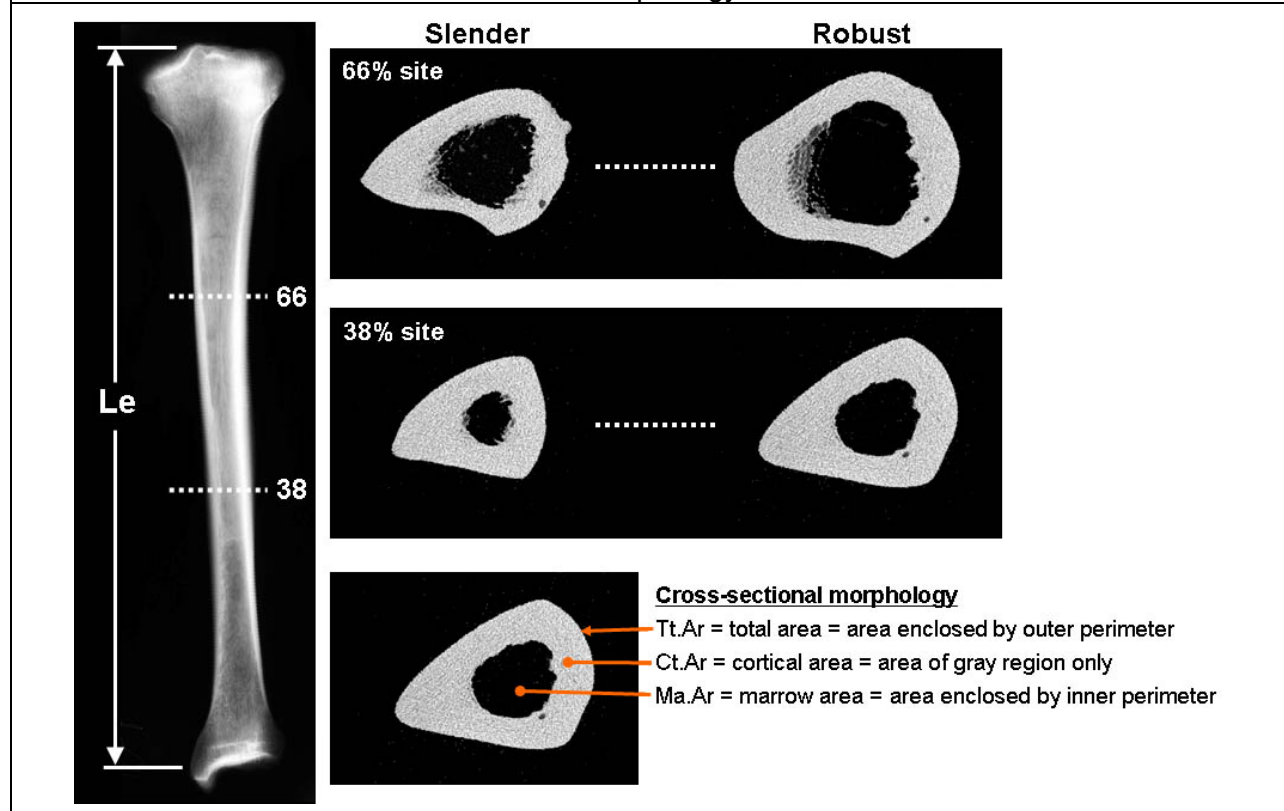 Slender
Robust
66% site
66
38% site
Le
38
Cross-sectional morphology
Tt.Ar = total area = area enclosed by outer perimeter
Ct.Ar = cortical area = area of gray region only
Ma.Ar = marrow area = area enclosed by inner perimeter